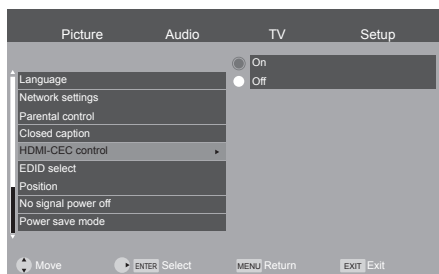 Picture Audio TV Setup
Language
Network settings
Parental control
Closed caption
HDMI-CEC control
EDID select
Position
No signal power off
Power save mode
On
Off
Move ENTER Select MENU Return EXIT Exit